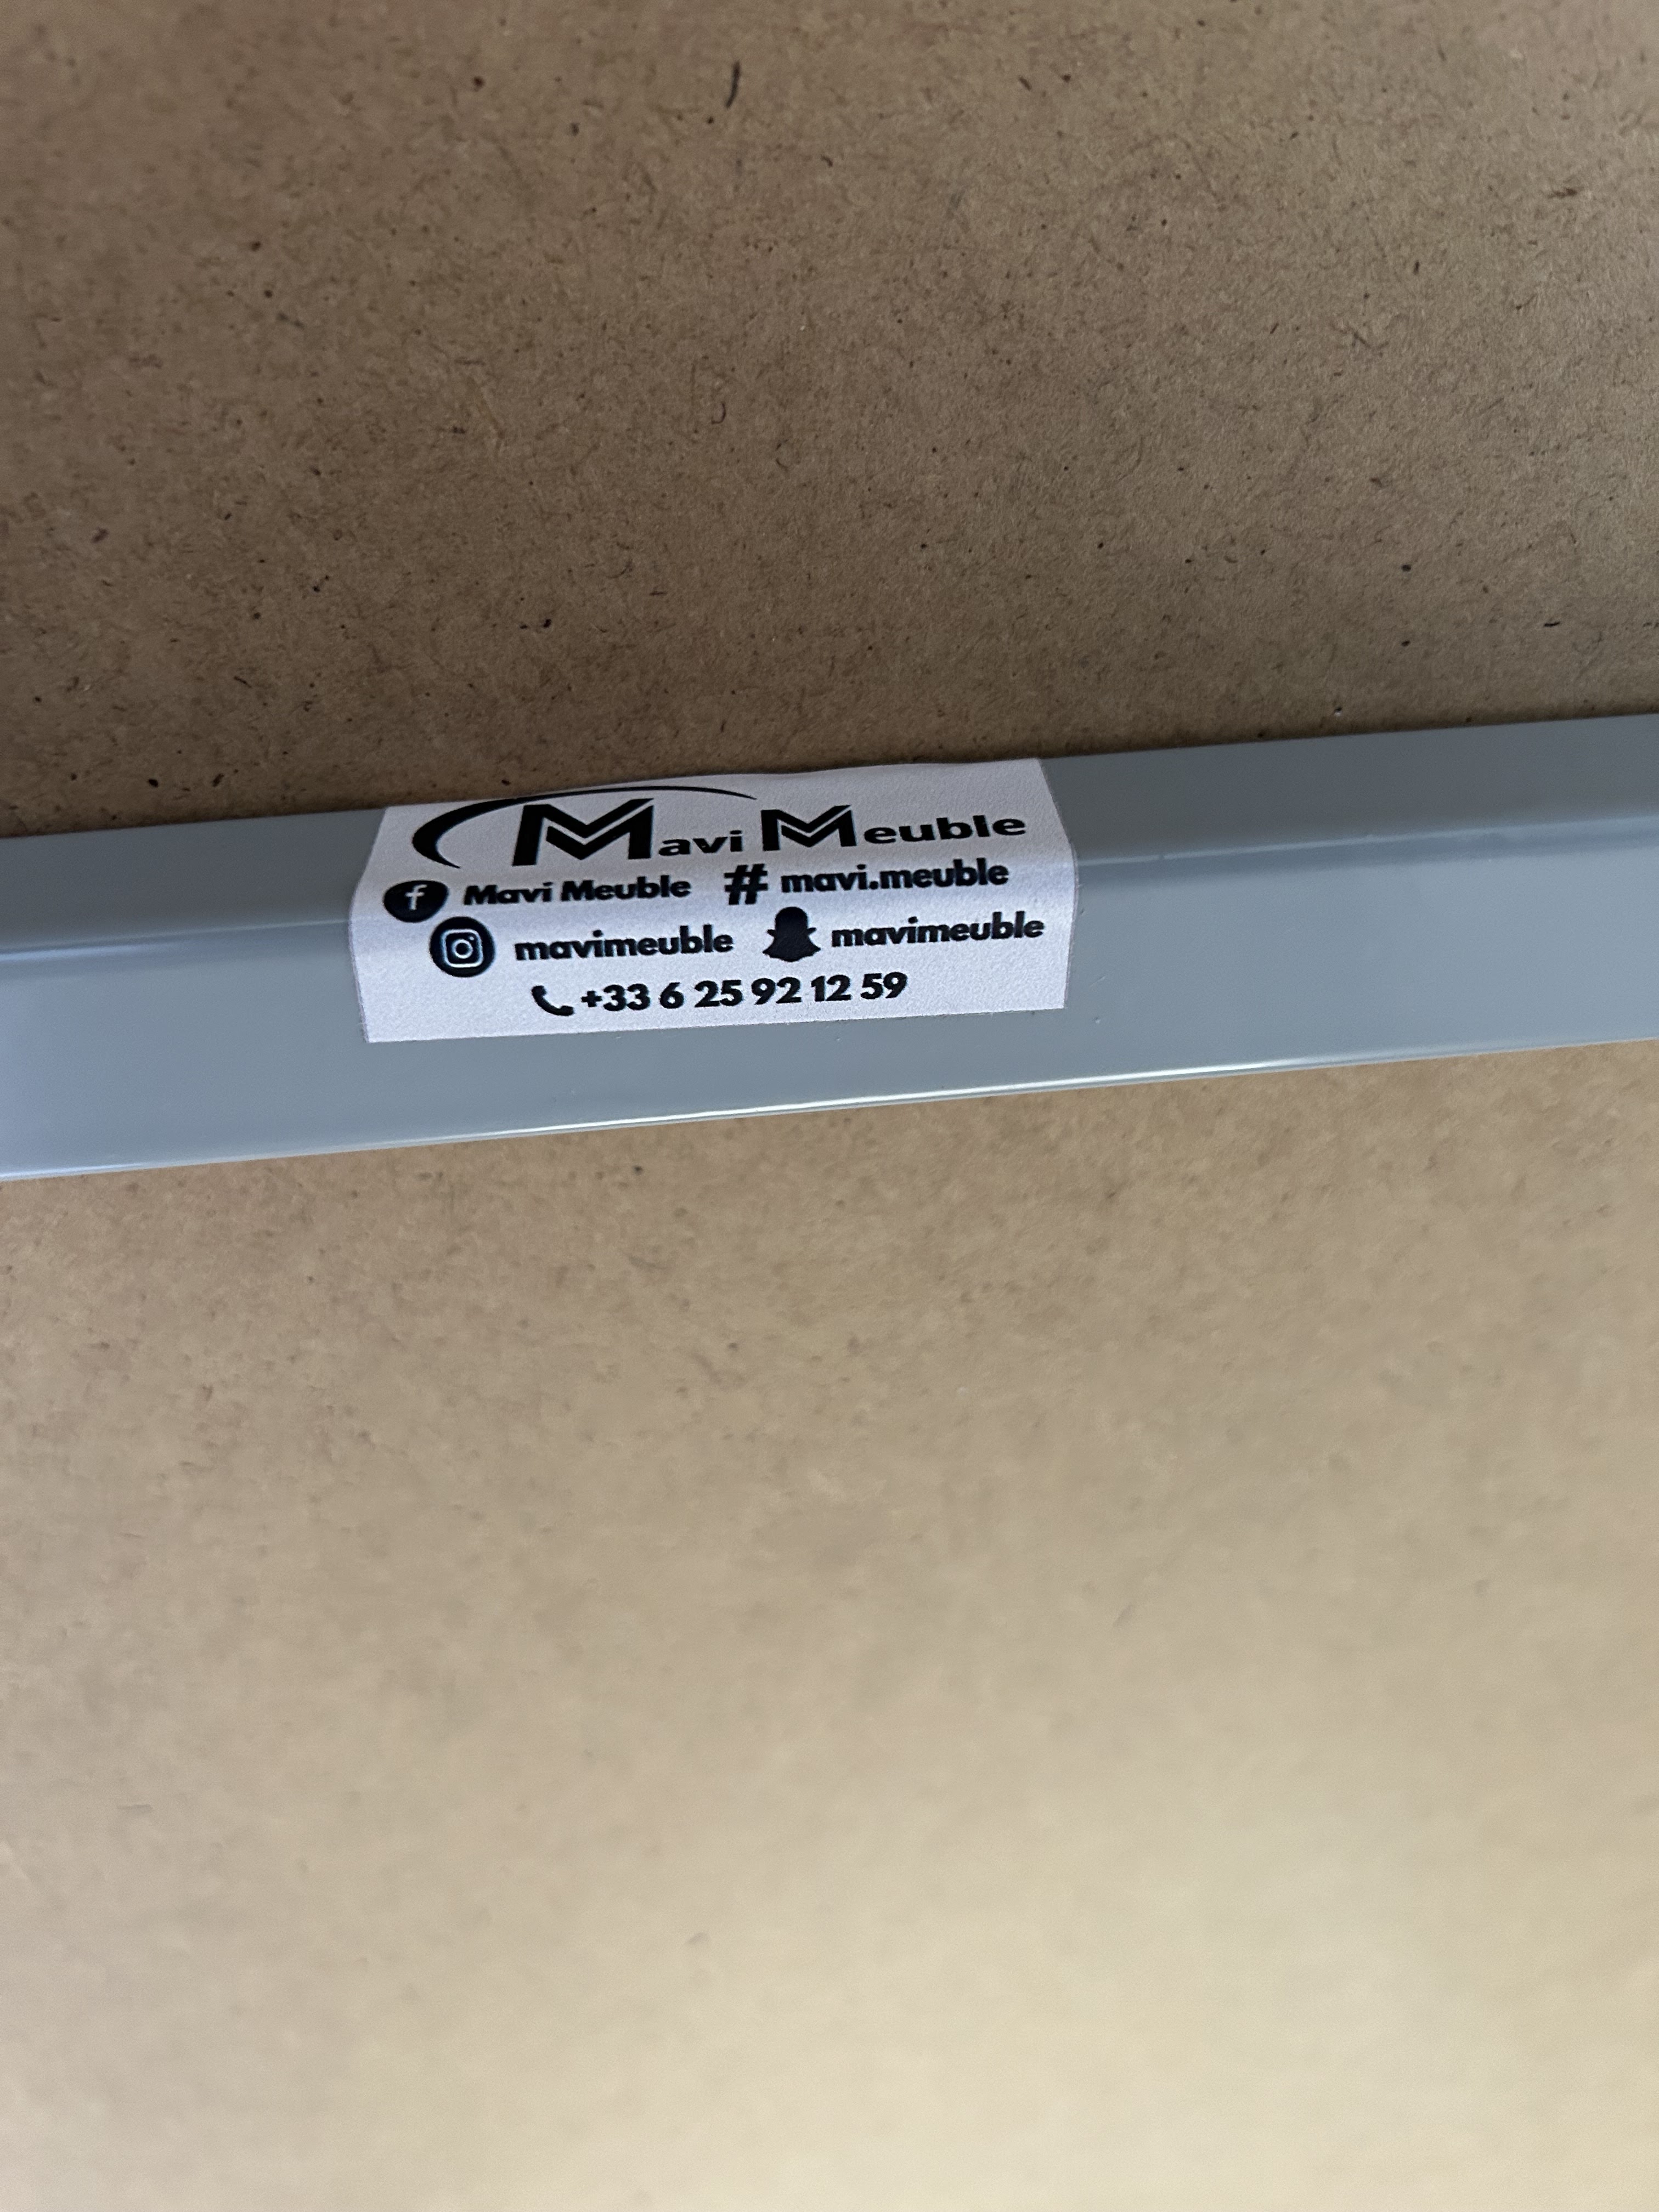 Mavi Meuble
Mavi Meuble # mavi.meuble
mavimeuble mavimeuble
+33 6 25 92 12 59